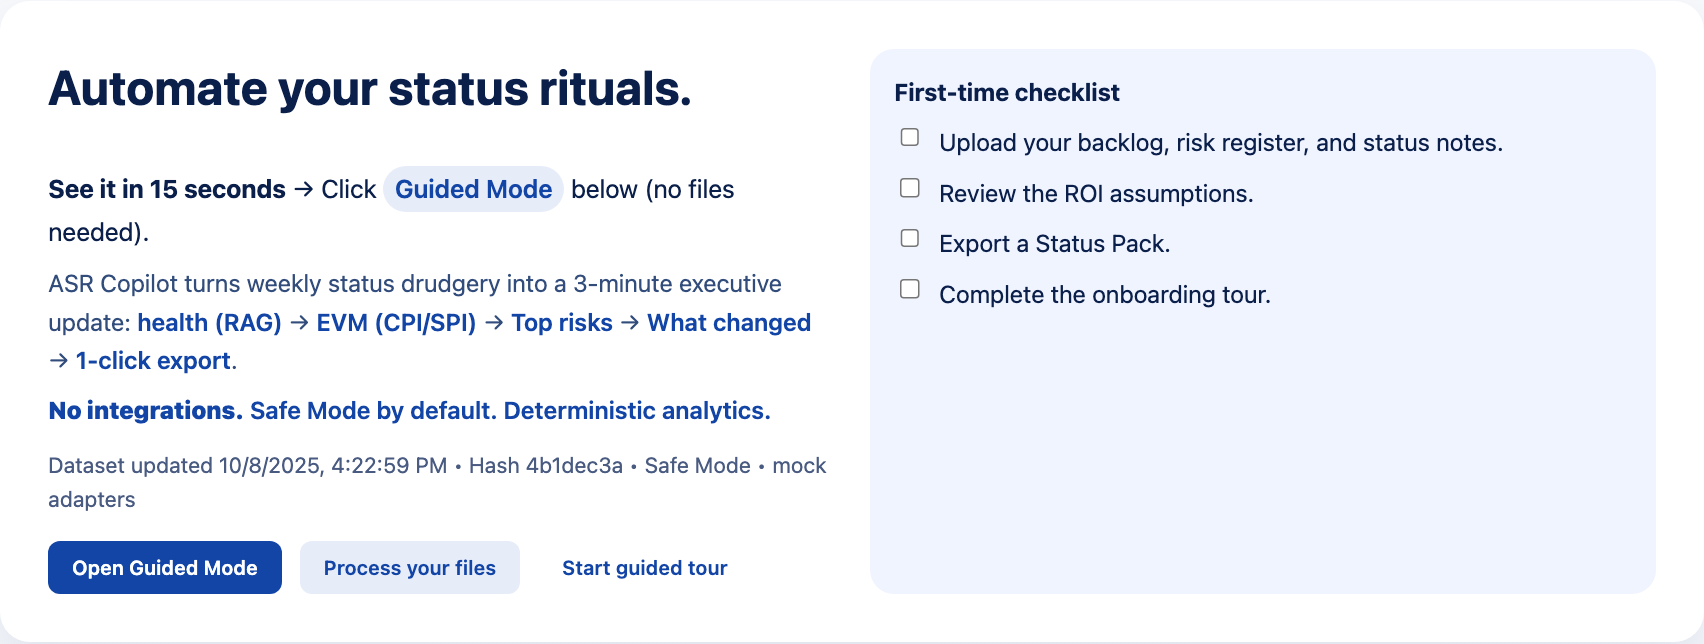 Automate your status rituals.
See it in 15 seconds → Click Guided Mode below (no files
needed).
ASR Copilot turns weekly status drudgery into a 3-minute executive
update: health (RAG) → EVM (CPI/SPI) → Top risks → What changed
→ 1-click export.
No integrations. Safe Mode by default. Deterministic analytics.
Dataset updated 10/8/2025, 4:22:59 PM • Hash 4b1dec3a • Safe Mode • mock
adapters
Open Guided Mode
Process your files
Start guided tour
First-time checklist
Upload your backlog, risk register, and status notes.
Review the ROI assumptions.
Export a Status Pack.
Complete the onboarding tour.